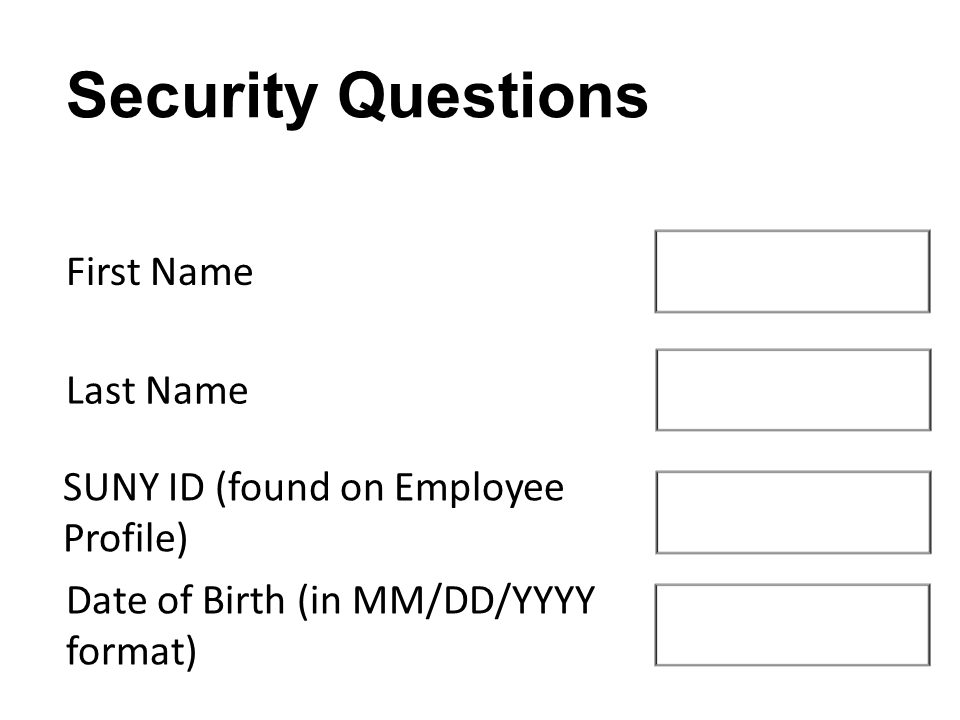 Security Questions
First Name
Last Name
SUNY ID (found on Employee
Profile)
Date of Birth (in MM/DD/YYYY
format)